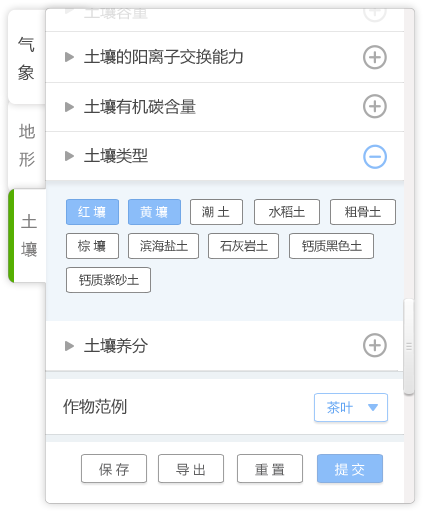 土壤容重
气象
土壤的阳离子交换能力
土壤有机碳含量
地形
土壤类型
土壤
红壤 黄壤 潮土 水稻土 粗骨土
棕壤 滨海盐土 石灰岩土 钙质黑色土
钙质紫砂土
土壤养分
作物范例 茶叶
保存 导出 重置 提交